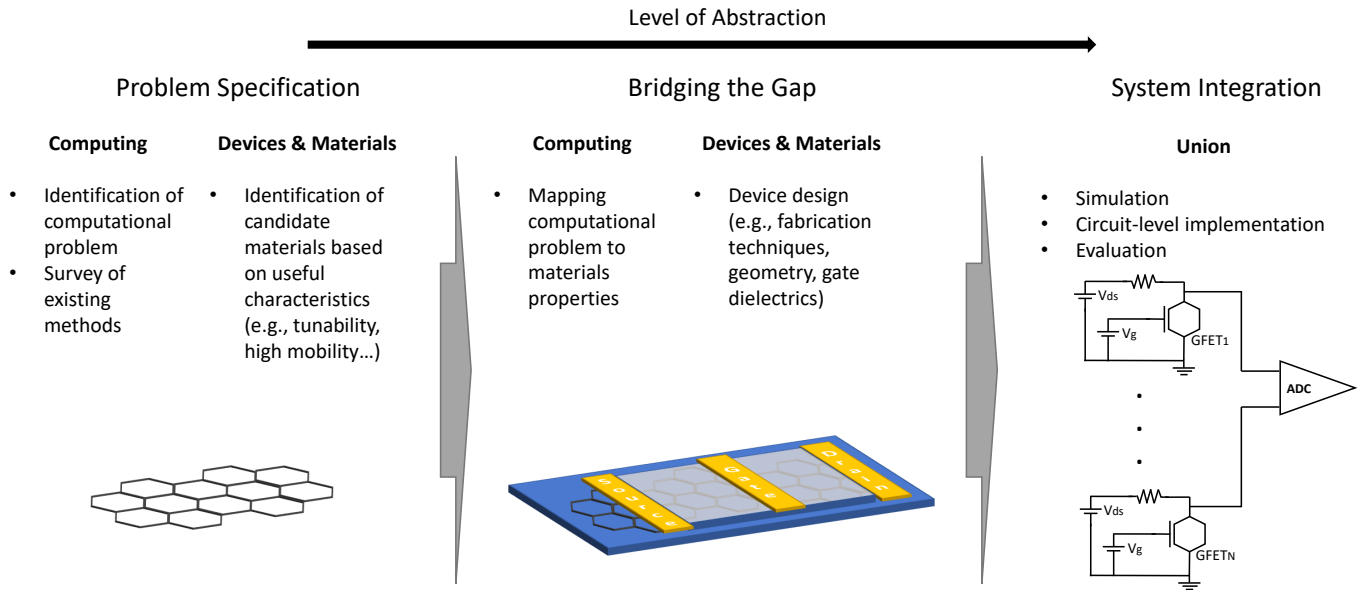 Level of Abstraction
Problem Specification
Computing
• Identification of
computational
problem
• Survey of
existing
methods
Devices & Materials
• Identification of
candidate
materials based
on useful
characteristics
(e.g., tunability,
high mobility…)
Bridging the Gap
Computing
• Mapping
computational
problem to
materials
properties
Devices & Materials
• Device design
(e.g., fabrication
techniques,
geometry, gate
dielectrics)
Source
Gate
Drain
System Integration
Union
• Simulation
• Circuit-level implementation
• Evaluation
Vds
Vg
GFET1
ADC
Vds
Vg
GFETN